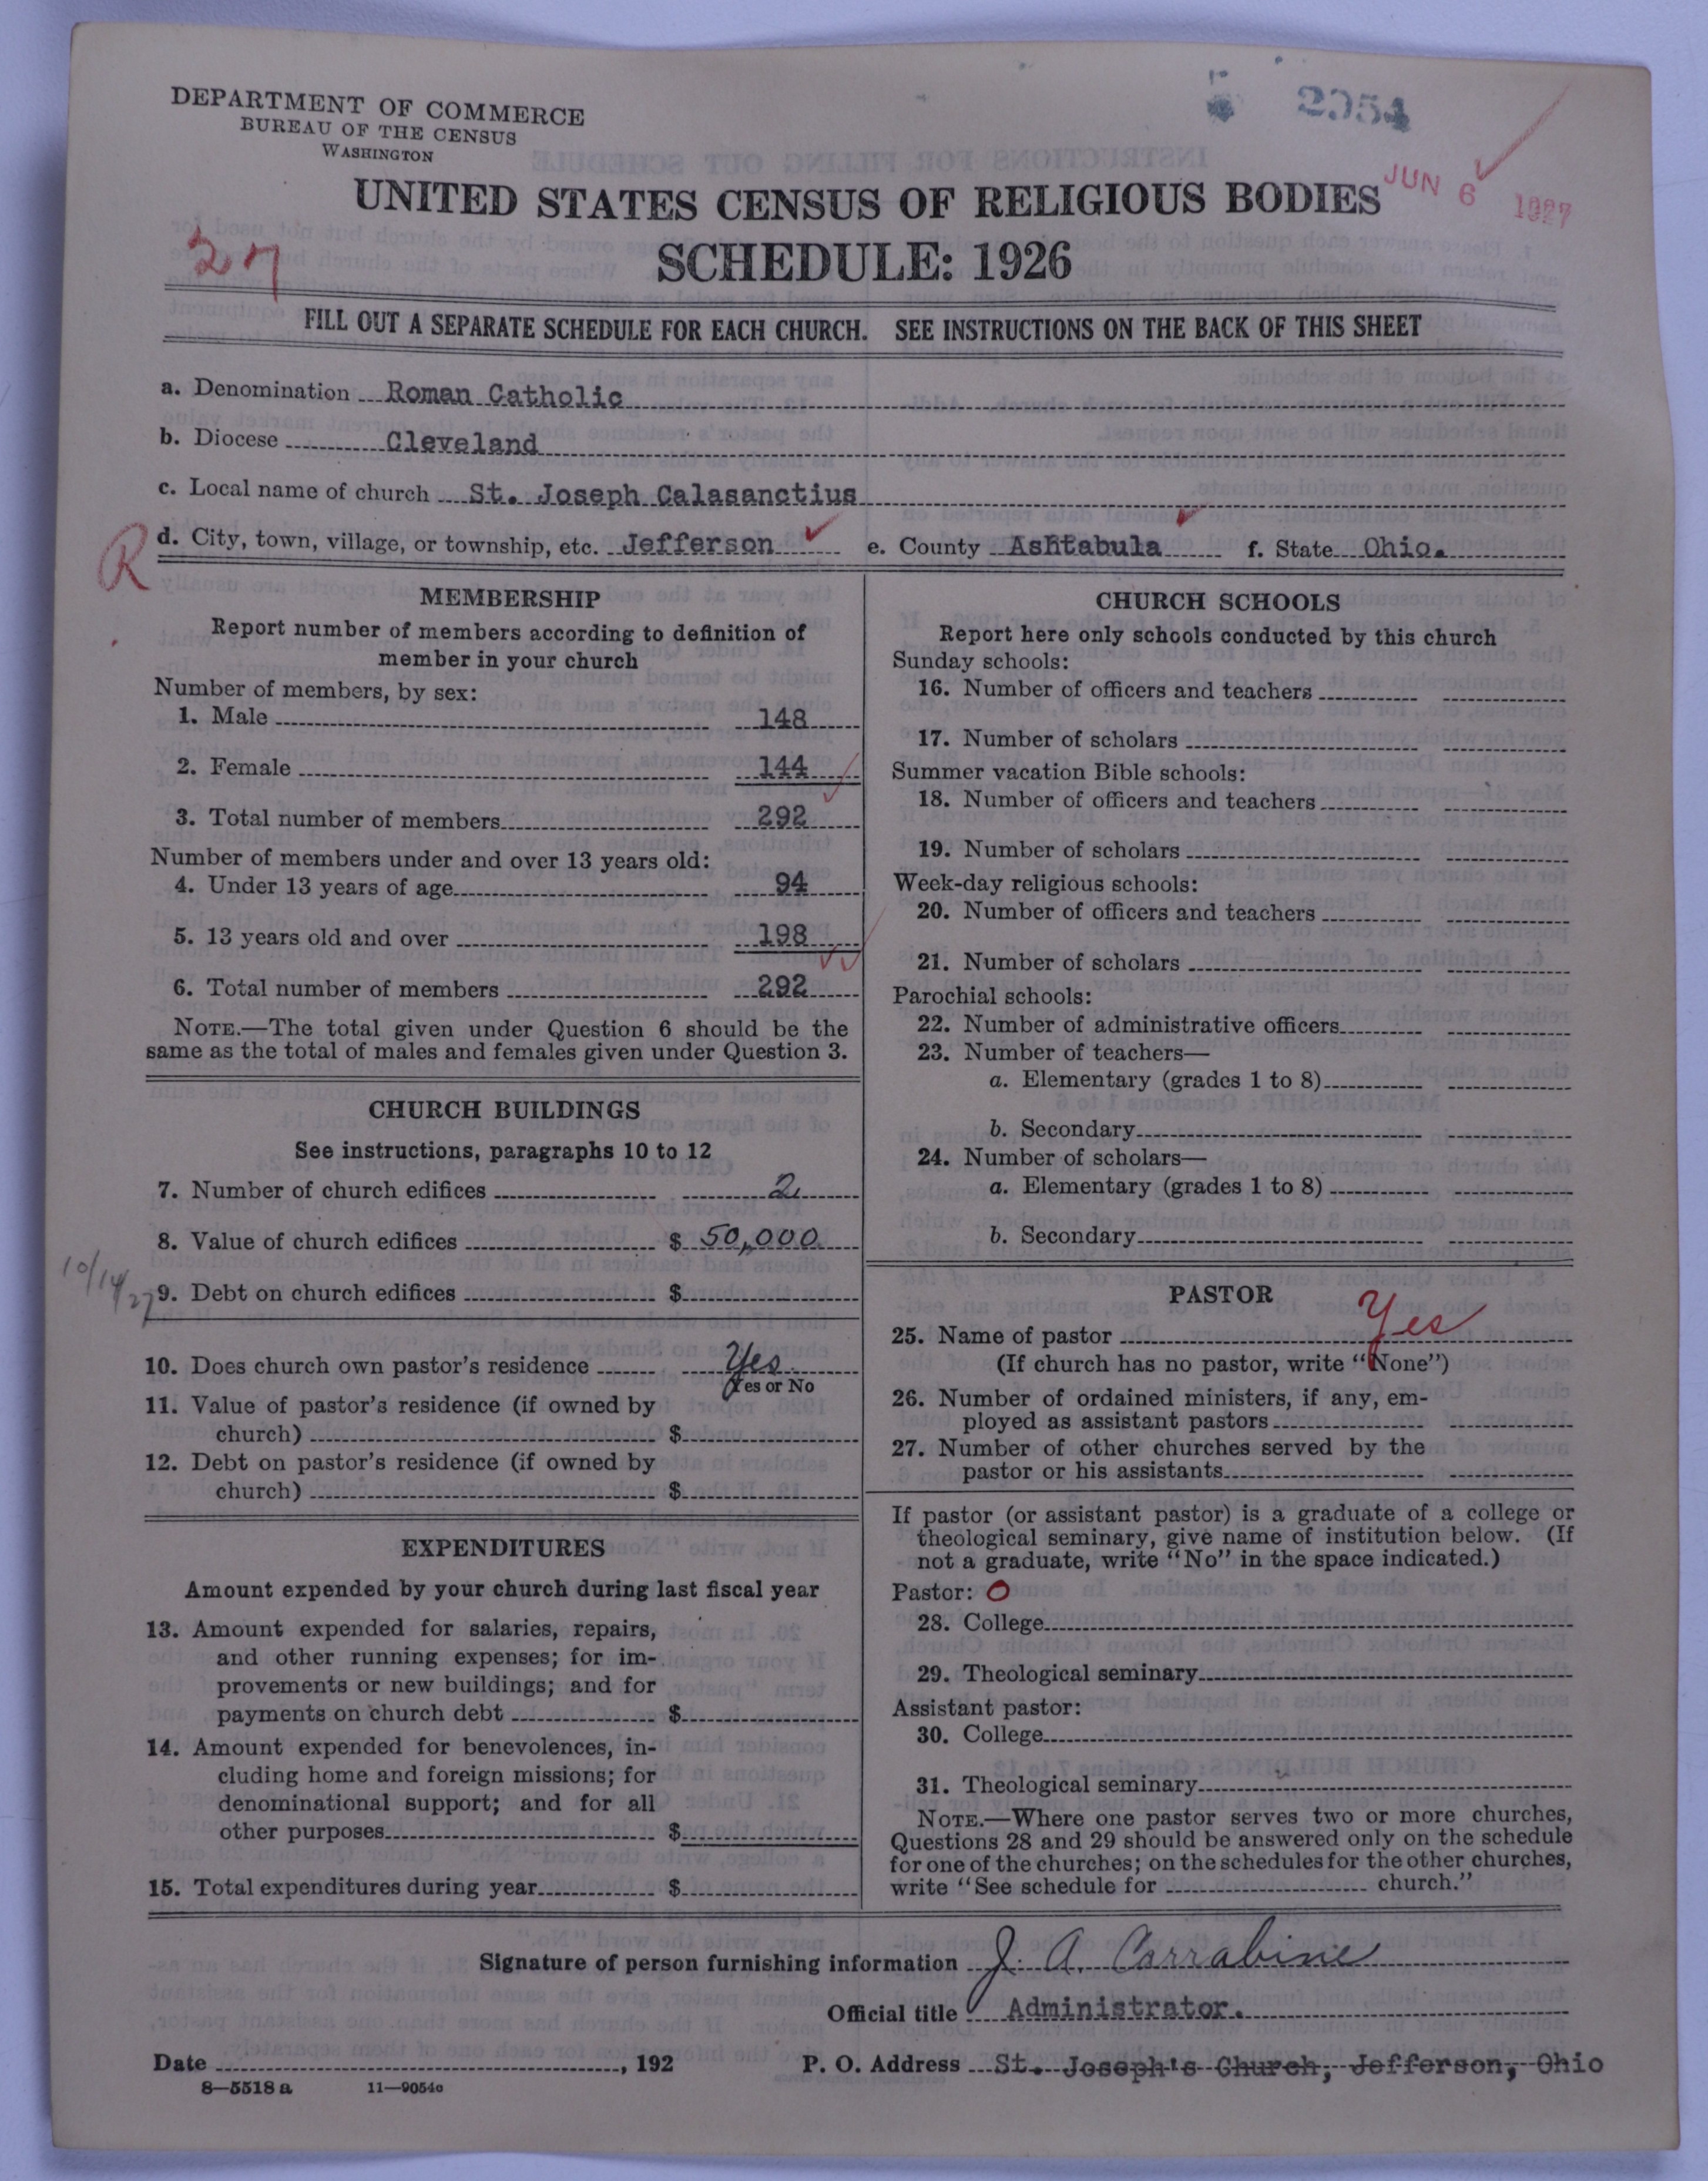 DEPARTMENT OF COMMERCE
BUREAU OF THE CENSUS
WASHINGTON
2954
JUN 6 1927
UNITED STATES CENSUS OF RELIGIOUS BODIES
SCHEDULE: 1926
27
FILL OUT A SEPARATE SCHEDULE FOR EACH CHURCH. SEE INSTRUCTIONS ON THE BACK OF THIS SHEET
a. Denomination Roman Catholic
b. Diocese Cleveland
c. Local name of church St. Joseph Calasanctius
R d. City, town, village, or township, etc. Jefferson e. County Ashtabula f. State Ohio.
MEMBERSHIP
Report number of members according to definition of
member in your church
Number of members, by sex:
1. Male 148
2. Female 144
3. Total number of members 292
Number of members under and over 13 years old:
4. Under 13 years of age 94
5. 13 years old and over 198
6. Total number of members 292
NOTE.—The total given under Question 6 should be the
same as the total of males and females given under Question 3.
CHURCH BUILDINGS
See instructions, paragraphs 10 to 12
7. Number of church edifices 2
8. Value of church edifices $ 50,000
10/14/27
9. Debt on church edifices $
10. Does church own pastor's residence Yes
Yes or No
11. Value of pastor's residence (if owned by
church) $
12. Debt on pastor's residence (if owned by
church) $
EXPENDITURES
Amount expended by your church during last fiscal year
13. Amount expended for salaries, repairs,
and other running expenses; for im-
provements or new buildings; and for
payments on church debt $
14. Amount expended for benevolences, in-
cluding home and foreign missions; for
denominational support; and for all
other purposes $
15. Total expenditures during year $
CHURCH SCHOOLS
Report here only schools conducted by this church
Sunday schools:
16. Number of officers and teachers
17. Number of scholars
Summer vacation Bible schools:
18. Number of officers and teachers
19. Number of scholars
Week-day religious schools:
20. Number of officers and teachers
21. Number of scholars
Parochial schools:
22. Number of administrative officers
23. Number of teachers—
a. Elementary (grades 1 to 8)
b. Secondary
24. Number of scholars—
a. Elementary (grades 1 to 8)
b. Secondary
PASTOR
25. Name of pastor Yes
(If church has no pastor, write "None")
26. Number of ordained ministers, if any, em-
ployed as assistant pastors
27. Number of other churches served by the
pastor or his assistants
If pastor (or assistant pastor) is a graduate of a college or
theological seminary, give name of institution below. (If
not a graduate, write "No" in the space indicated.)
Pastor: O
28. College
29. Theological seminary
Assistant pastor:
30. College
31. Theological seminary
NOTE.—Where one pastor serves two or more churches,
Questions 28 and 29 should be answered only on the schedule
for one of the churches; on the schedules for the other churches,
write "See schedule for church."
Signature of person furnishing information J. A. Carrabine
Official title Administrator.
Date , 192 P. O. Address St. Joseph's Church, Jefferson, Ohio
8—5518 a 11—9054a